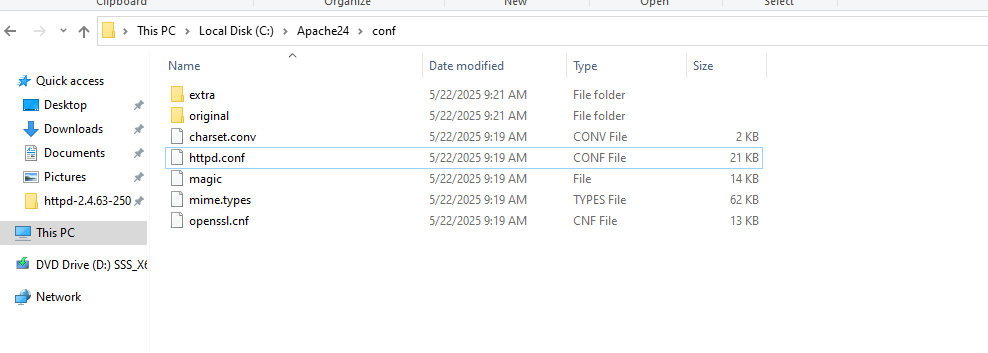 Clipboard Organize New Open Select
This PC Local Disk (C:) Apache24 conf
Name Date modified Type Size
Quick access
Desktop
Downloads
Documents
Pictures
httpd-2.4.63-250
This PC
DVD Drive (D:) SSS_X6
Network
extra 5/22/2025 9:21 AM File folder
original 5/22/2025 9:21 AM File folder
charset.conv 5/22/2025 9:19 AM CONV File 2 KB
httpd.conf 5/22/2025 9:19 AM CONF File 21 KB
magic 5/22/2025 9:19 AM File 14 KB
mime.types 5/22/2025 9:19 AM TYPES File 62 KB
openssl.cnf 5/22/2025 9:19 AM CNF File 13 KB